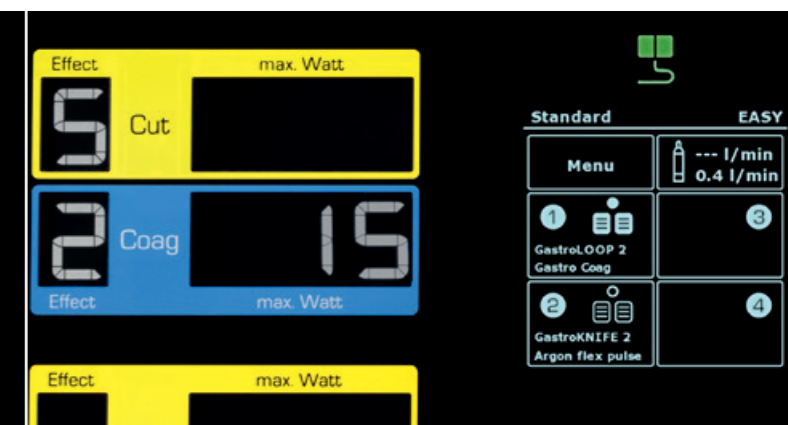 Effect max. Watt
5 Cut
2 Coag 15
Effect max. Watt
Effect max. Watt
Standard EASY
Menu
--- l/min
0.4 l/min
1
GastroLOOP 2
Gastro Coag
3
2
GastroKNIFE 2
Argon flex pulse
4